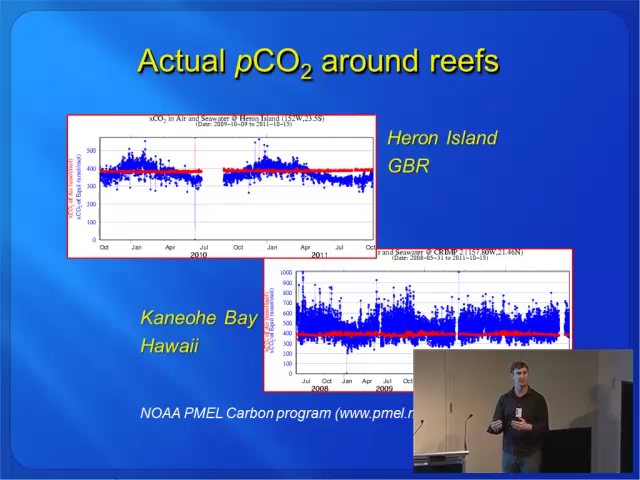 Actual pCO2 around reefs
xCO2 in Air and Seawater @ Heron Island (152W,23.5S)
(Date: 2009-10-09 to 2011-10-15)
Heron Island
GBR
500
400
300
200
100
0
Oct Jan Apr Jul Oct Jan Apr Jul Oct
2010 2011
and Seawater @ CRIMP 2 (157.80W,21.46N)
(Date: 2008-05-31 to 2011-10-15)
Kaneohe Bay
Hawaii
1000
900
800
700
600
500
400
300
200
100
0
Jul Oct Jan Apr Jul Oct
2008 2009
NOAA PMEL Carbon program (www.pmel.n